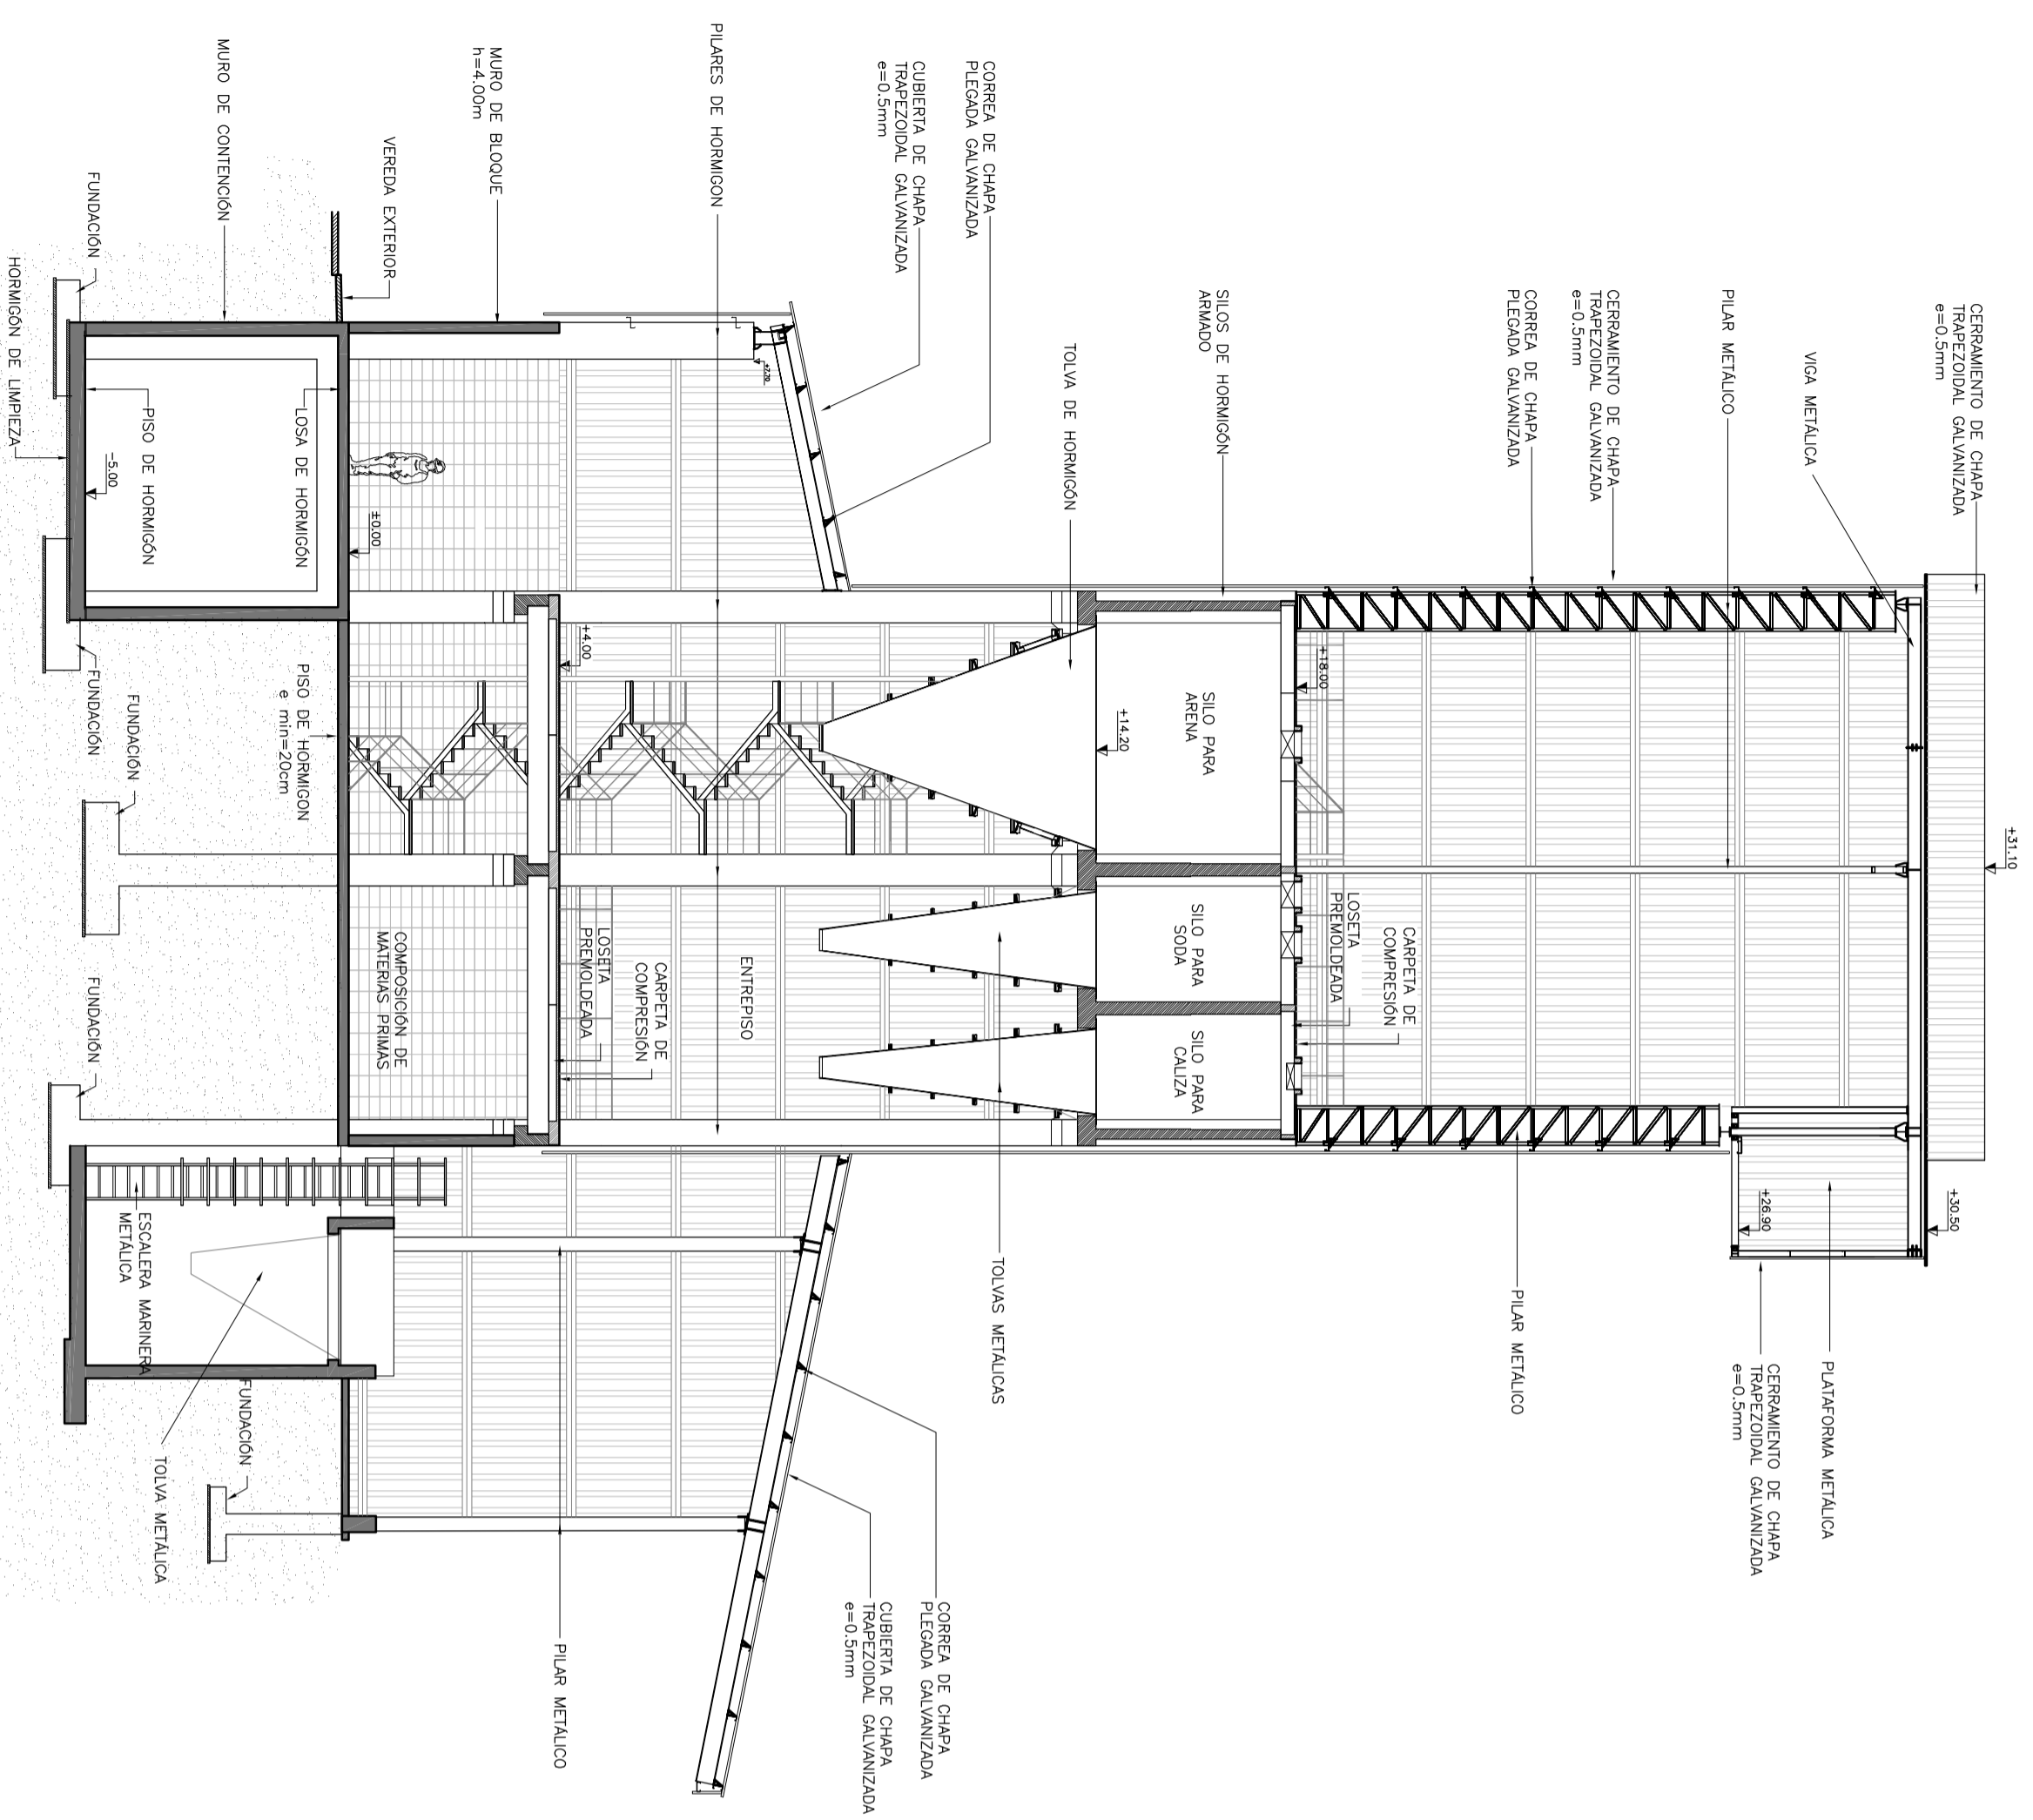 CERRAMIENTO DE CHAPA
TRAPEZOIDAL GALVANIZADA
e=0.5mm
VIGA METÁLICA
PILAR METÁLICO
CERRAMIENTO DE CHAPA
TRAPEZOIDAL GALVANIZADA
e=0.5mm
CORREA DE CHAPA
PLEGADA GALVANIZADA
SILOS DE HORMIGÓN
ARMADO
TOLVA DE HORMIGÓN
CORREA DE CHAPA
PLEGADA GALVANIZADA
CUBIERTA DE CHAPA
TRAPEZOIDAL GALVANIZADA
e=0.5mm
PILARES DE HORMIGON
MURO DE BLOQUE
h=4.00m
VEREDA EXTERIOR
MURO DE CONTENCIÓN
FUNDACIÓN
HORMIGÓN DE LIMPIEZA
+31.10
+30.50
+26.90
+18.00
CARPETA DE
COMPRESIÓN
LOSETA
PREMOLDEADA
SILO PARA
ARENA
SILO PARA
SODA
SILO PARA
CALIZA
+14.20
+7.70
ENTREPISO
CARPETA DE
COMPRESIÓN
LOSETA
PREMOLDEADA
+4.00
COMPOSICIÓN DE
MATERIAS PRIMAS
±0.00
LOSA DE HORMIGÓN
PISO DE HORMIGÓN
-5.00
PISO DE HORMIGON
e min=20cm
FUNDACIÓN
FUNDACIÓN
FUNDACIÓN
ESCALERA MARINERA
METÁLICA
FUNDACIÓN
TOLVA METÁLICA
PLATAFORMA METÁLICA
CERRAMIENTO DE CHAPA
TRAPEZOIDAL GALVANIZADA
e=0.5mm
PILAR METÁLICO
TOLVAS METÁLICAS
CORREA DE CHAPA
PLEGADA GALVANIZADA
CUBIERTA DE CHAPA
TRAPEZOIDAL GALVANIZADA
e=0.5mm
PILAR METÁLICO